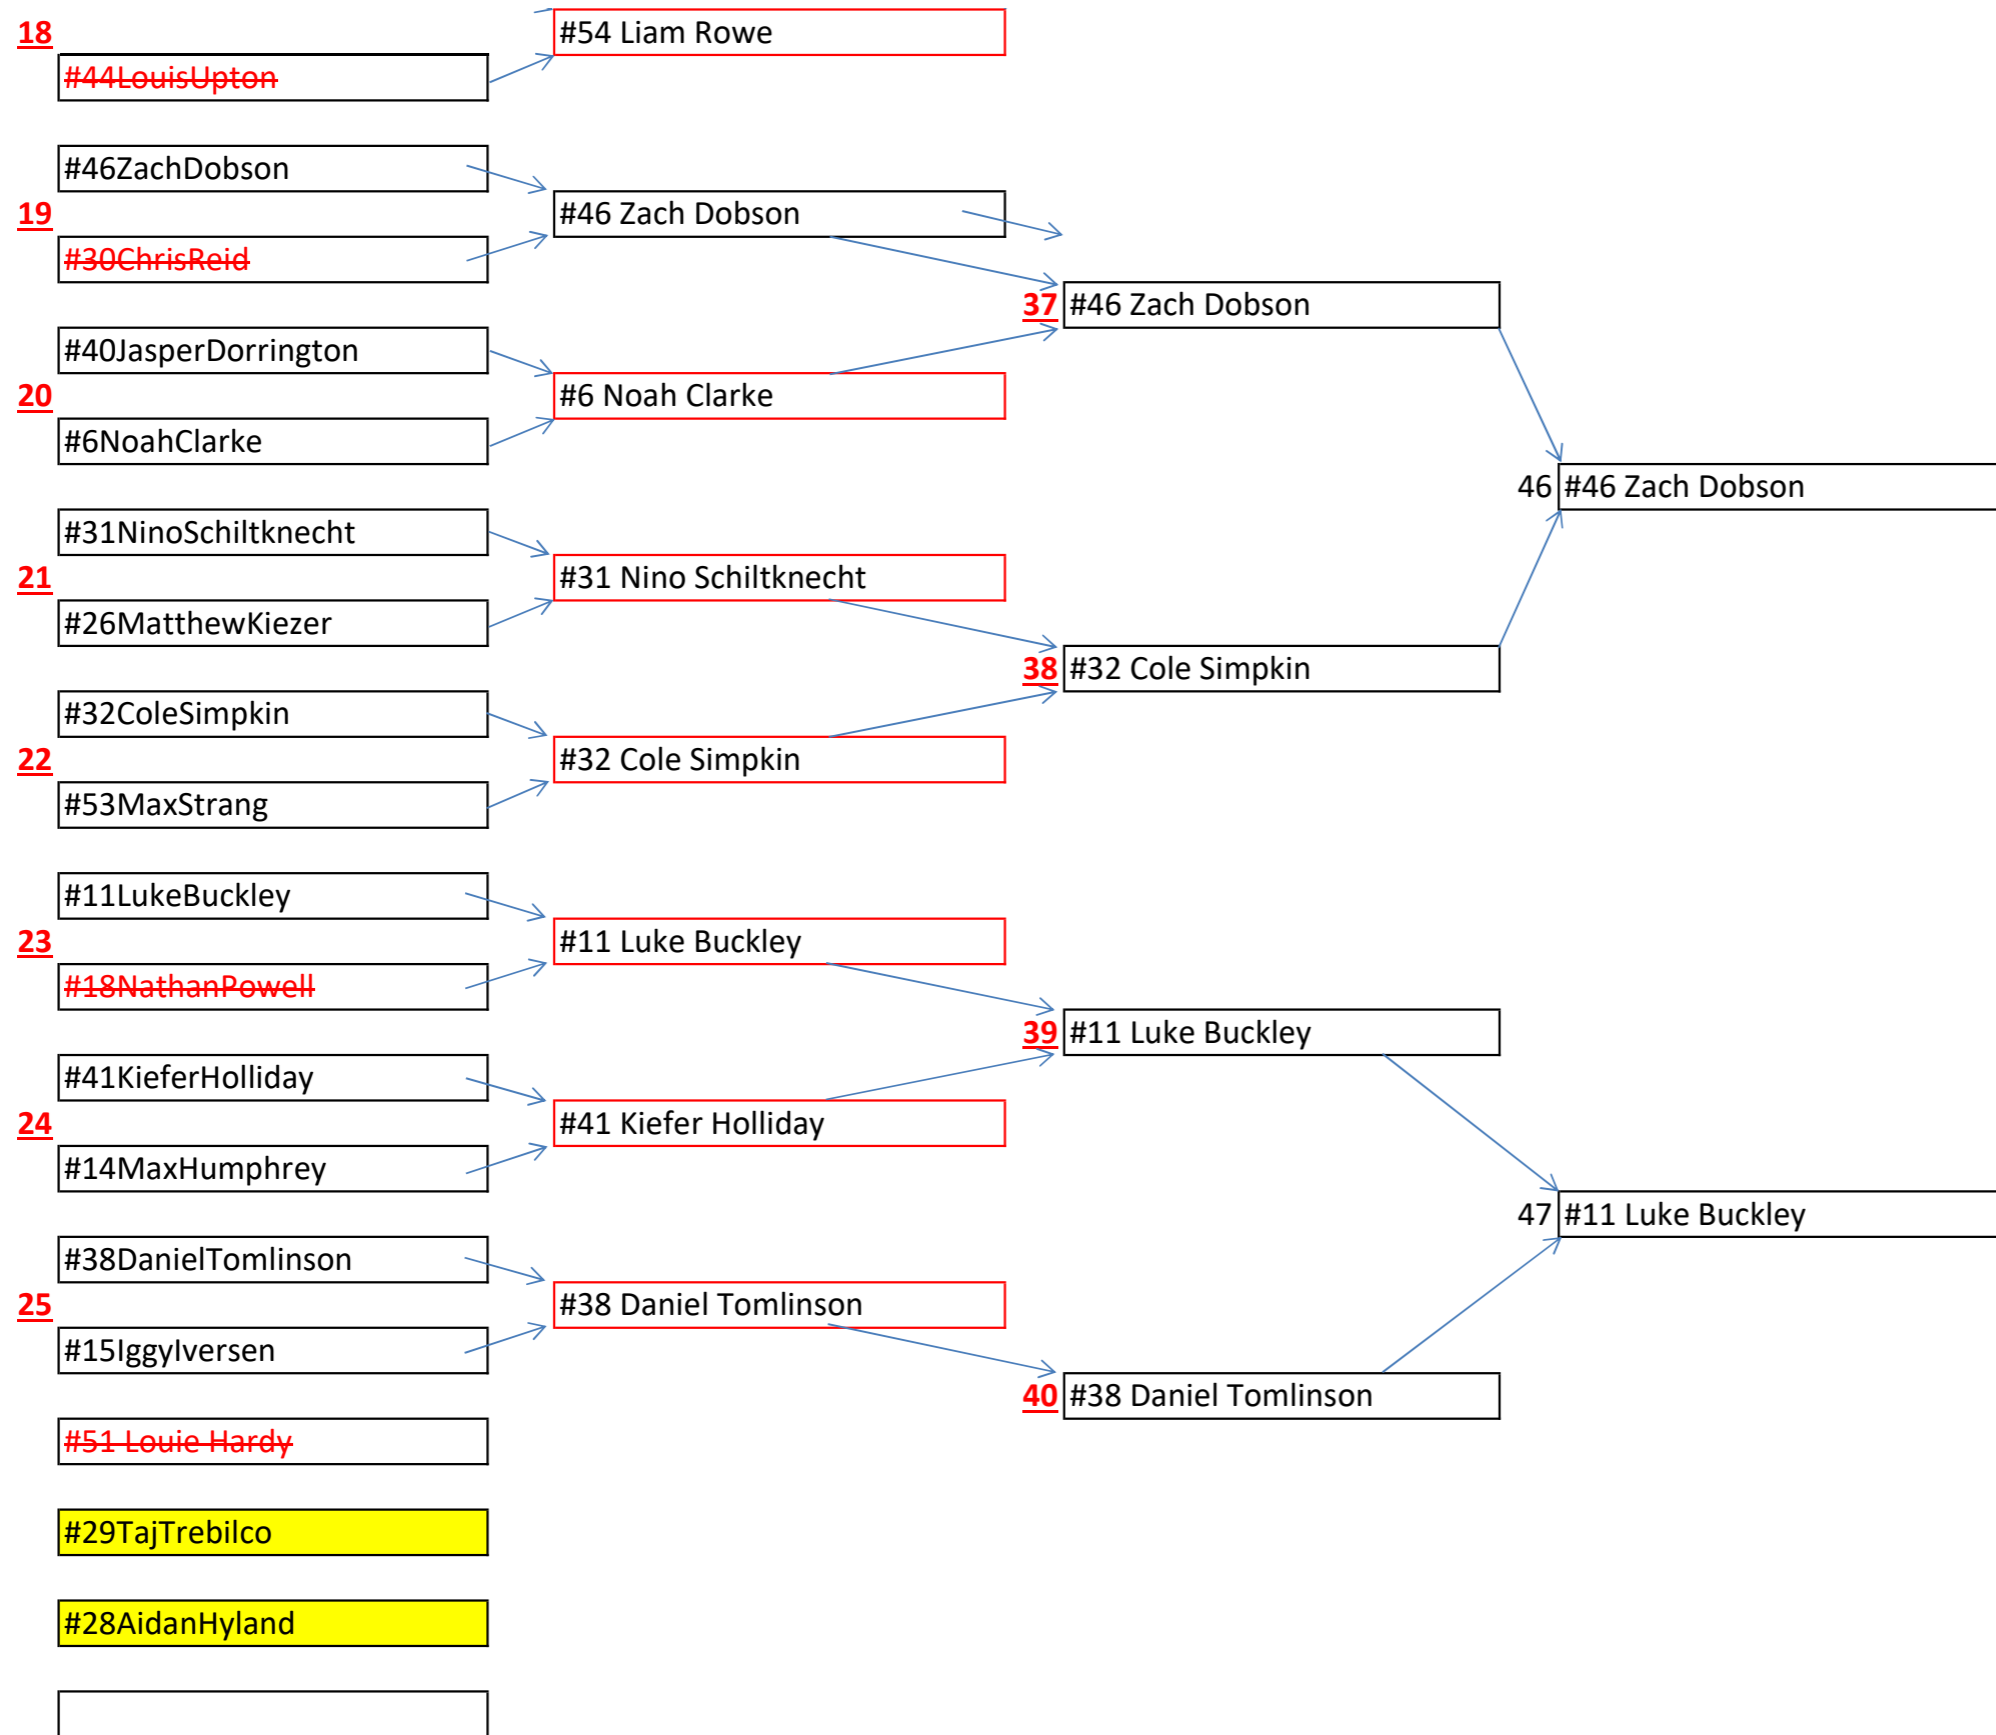 18
#54 Liam Rowe
#44LouisUpton
#46ZachDobson
19
#46 Zach Dobson
#30ChrisReid
37 #46 Zach Dobson
#40JasperDorrington
20
#6 Noah Clarke
#6NoahClarke
46 #46 Zach Dobson
#31NinoSchiltknecht
21
#31 Nino Schiltknecht
#26MatthewKiezer
38 #32 Cole Simpkin
#32ColeSimpkin
22
#32 Cole Simpkin
#53MaxStrang
#11LukeBuckley
23
#11 Luke Buckley
#18NathanPowell
39 #11 Luke Buckley
#41KieferHolliday
24
#41 Kiefer Holliday
#14MaxHumphrey
47 #11 Luke Buckley
#38DanielTomlinson
25
#38 Daniel Tomlinson
#15IggyIversen
40 #38 Daniel Tomlinson
#51 Louie Hardy
#29TajTrebilco
#28AidanHyland